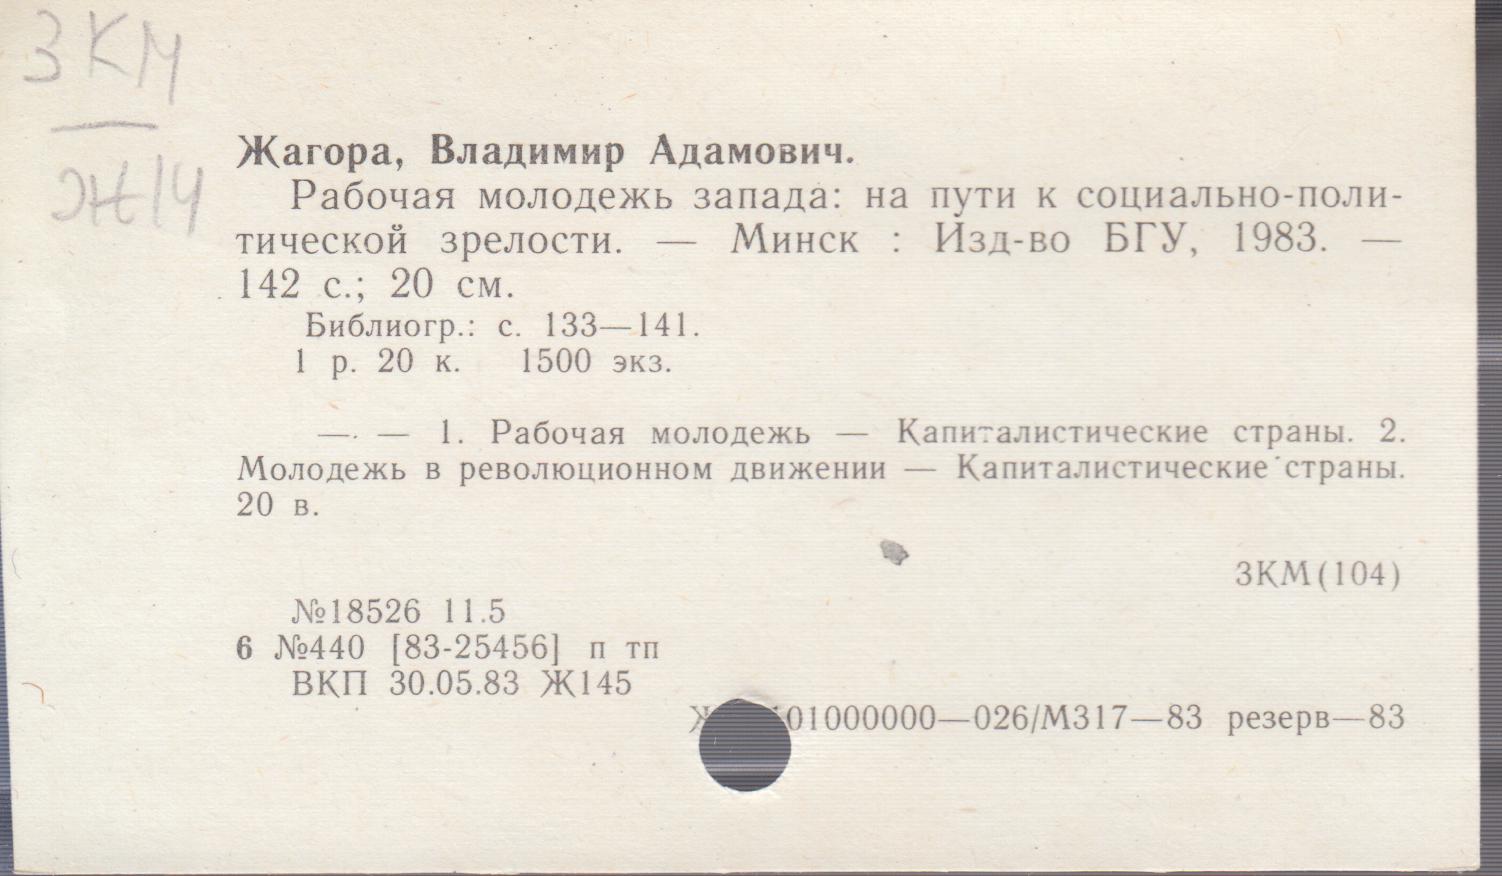 3КМ
Ж14
Жагора, Владимир Адамович.
Рабочая молодежь запада: на пути к социально-поли-
тической зрелости. — Минск : Изд-во БГУ, 1983. —
142 с.; 20 см.
Библиогр.: с. 133—141.
1 р. 20 к. 1500 экз.
— — 1. Рабочая молодежь — Капиталистические страны. 2.
Молодежь в революционном движении — Капиталистические страны.
20 в.
3КМ(104)
№18526 11.5
6 №440 [83-25456] п тп
ВКП 30.05.83 Ж145
01000000—026/М317—83 резерв—83